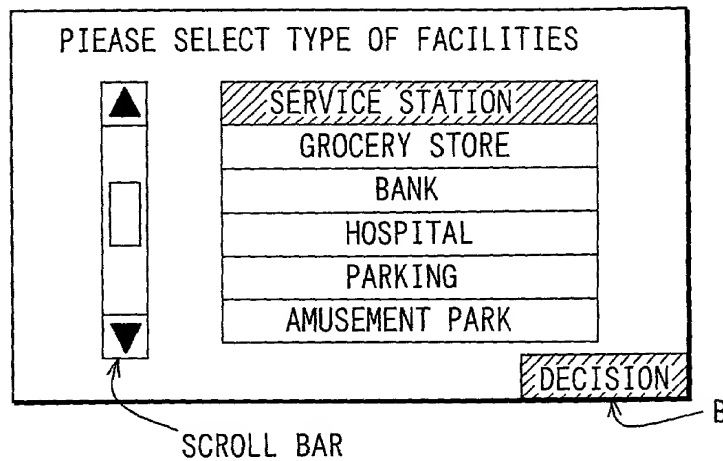 PIEASE SELECT TYPE OF FACILITIES
SERVICE STATION
GROCERY STORE
BANK
HOSPITAL
PARKING
AMUSEMENT PARK
DECISION
B
SCROLL BAR